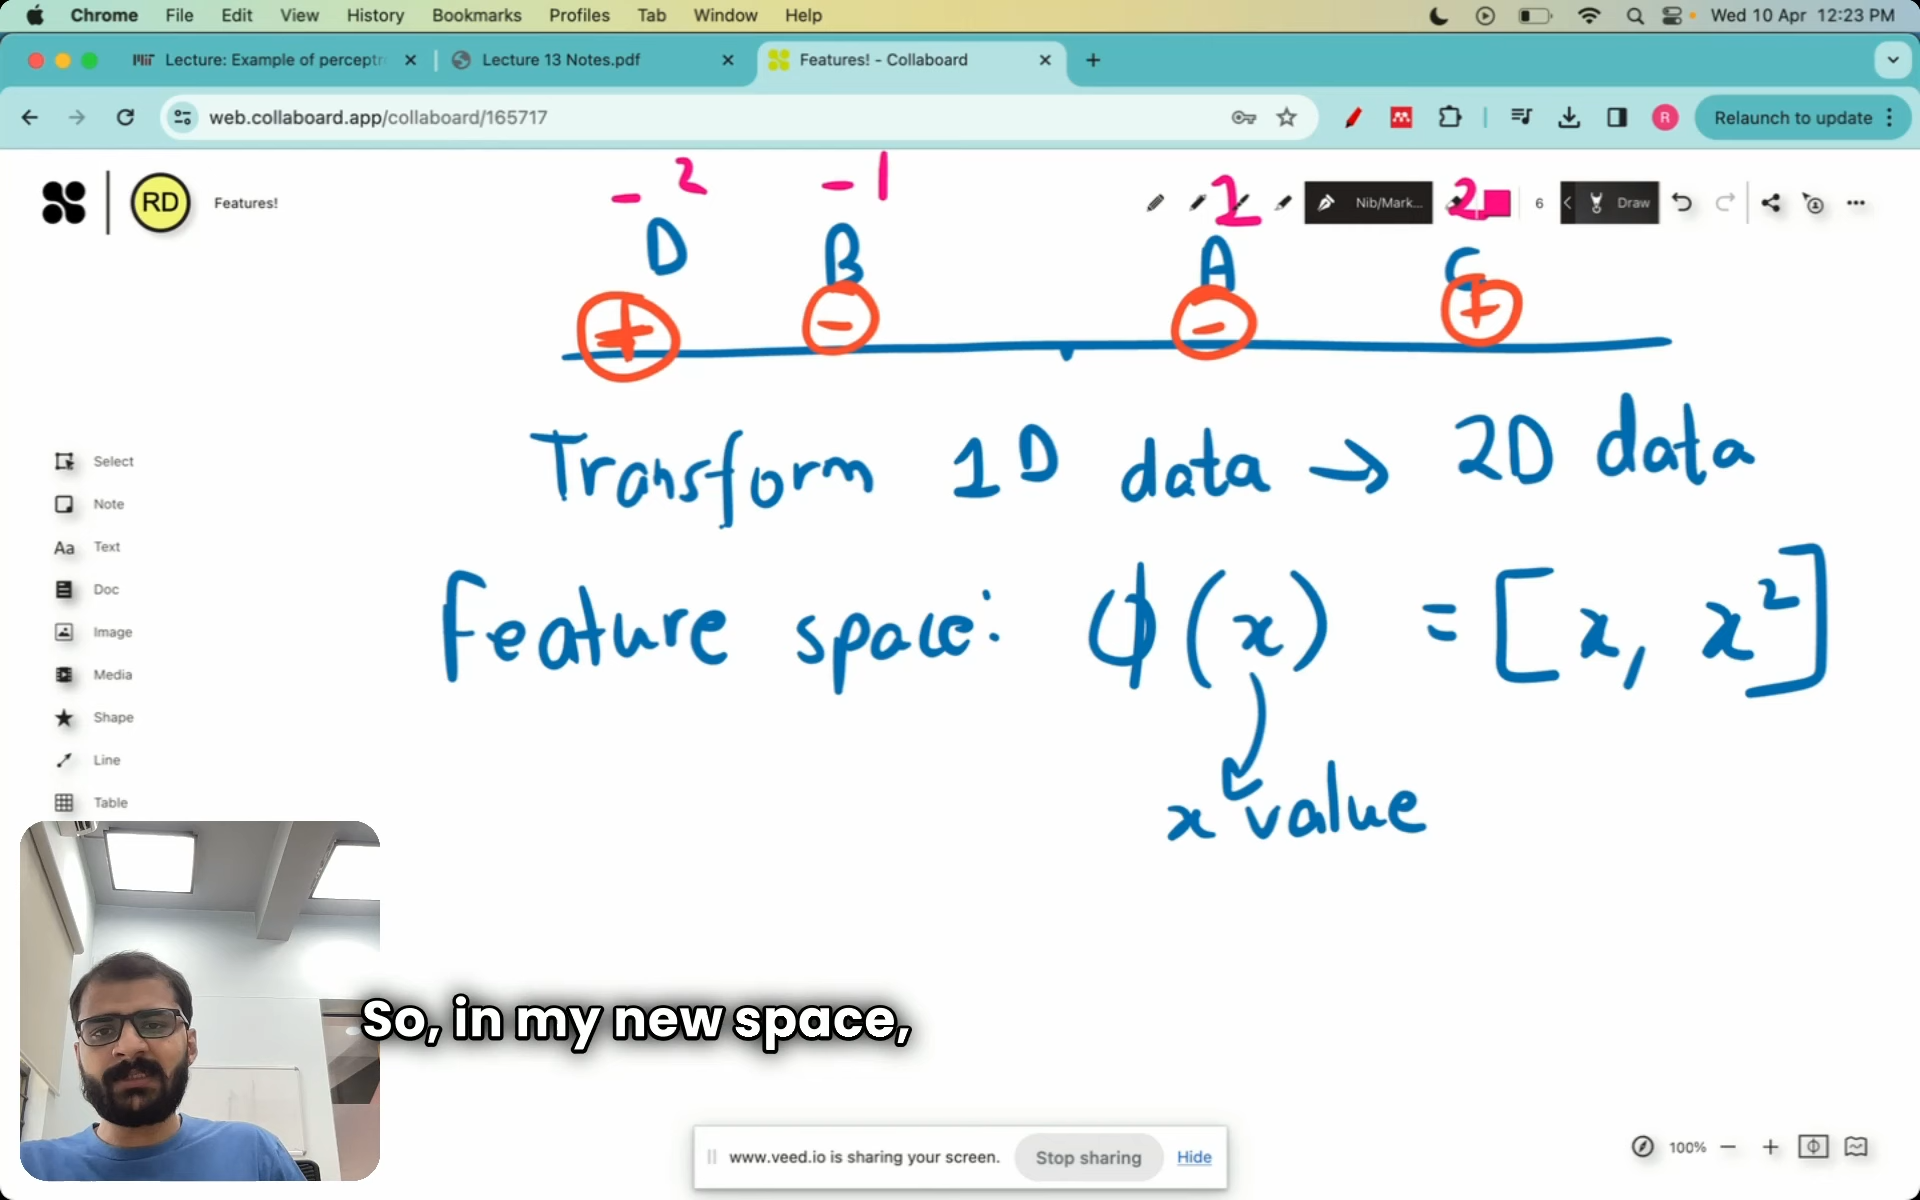 Chrome File Edit View History Bookmarks Profiles Tab Window Help Wed 10 Apr 12:23 PM
Lecture: Example of perceptr Lecture 13 Notes.pdf Features! - Collaboard
web.collaboard.app/collaboard/165717 R Relaunch to update
RD Features! Nib/Mark... 6 Draw
-2 -1 1 2
D B A C
+ - - +
Transform 1D data → 2D data
Feature space: ϕ(x) = [x, x²]
x value
Select
Note
Text
Doc
Image
Media
Shape
Line
Table
So, in my new space,
www.veed.io is sharing your screen. Stop sharing Hide
100%